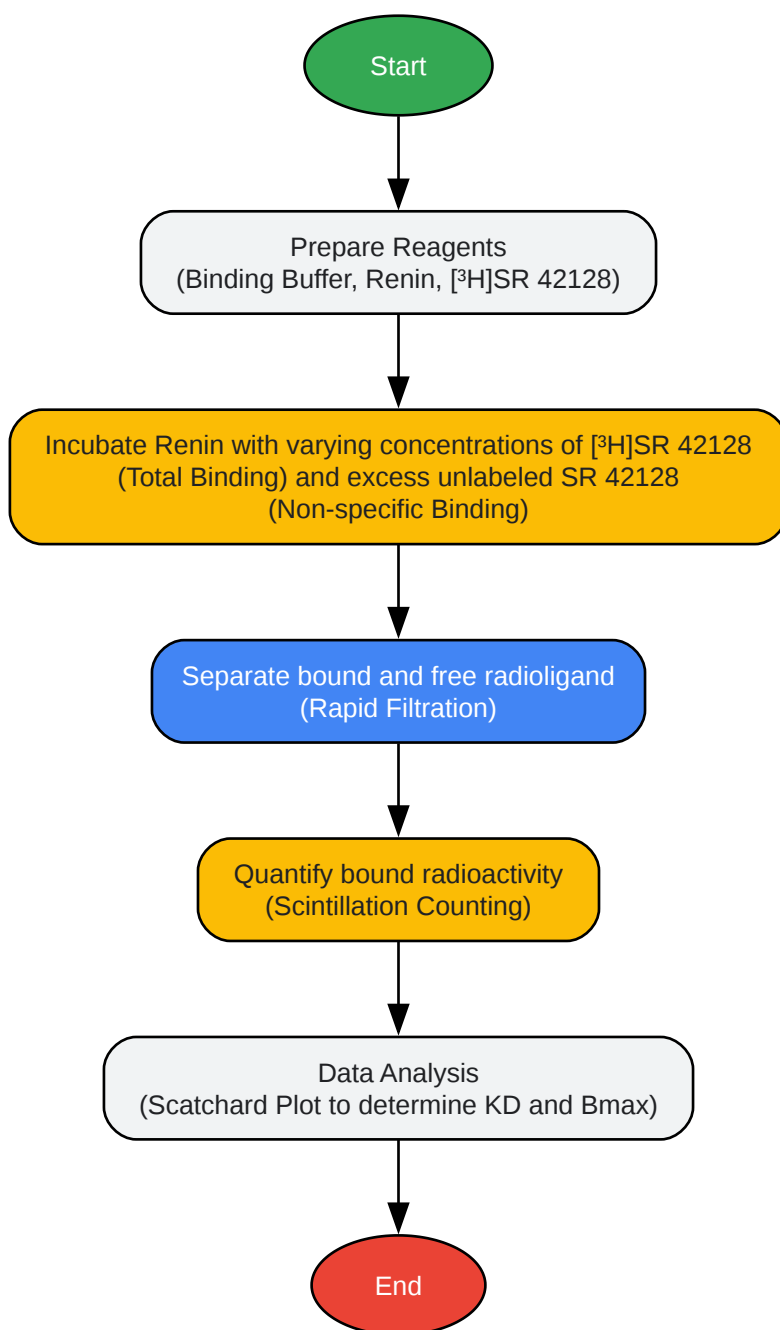 Start
Prepare Reagents
(Binding Buffer, Renin, [³H]SR 42128)
Incubate Renin with varying concentrations of [³H]SR 42128
(Total Binding) and excess unlabeled SR 42128
(Non-specific Binding)
Separate bound and free radioligand
(Rapid Filtration)
Quantify bound radioactivity
(Scintillation Counting)
Data Analysis
(Scatchard Plot to determine KD and Bmax)
End